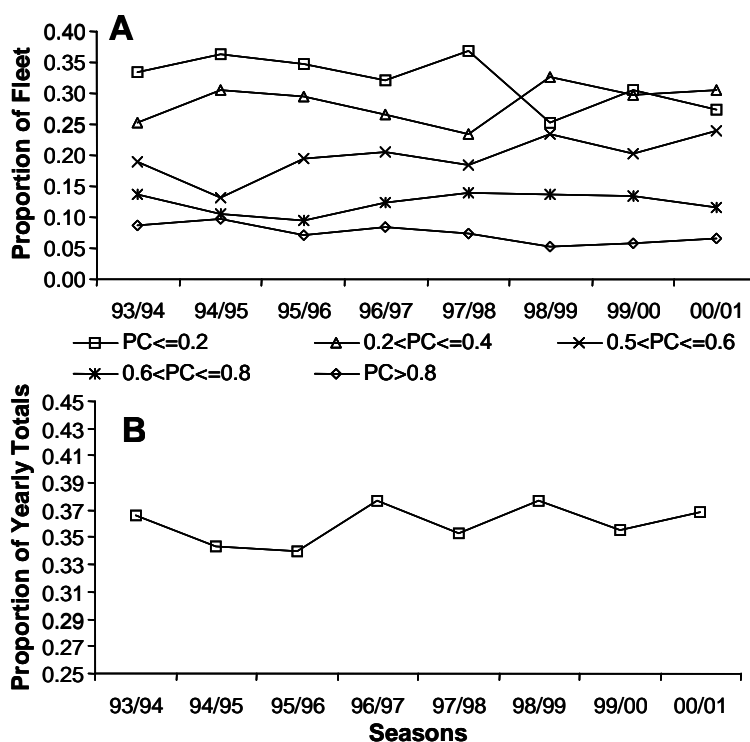 A
Proportion of Fleet
0.40
0.35
0.30
0.25
0.20
0.15
0.10
0.05
0.00
93/94 94/95 95/96 96/97 97/98 98/99 99/00 00/01
PC<=0.2 0.2<PC<=0.4 0.5<PC<=0.6
0.6<PC<=0.8 PC>0.8
B
Proportion of Yearly Totals
0.45
0.43
0.41
0.39
0.37
0.35
0.33
0.31
0.29
0.27
0.25
93/94 94/95 95/96 96/97 97/98 98/99 99/00 00/01
Seasons